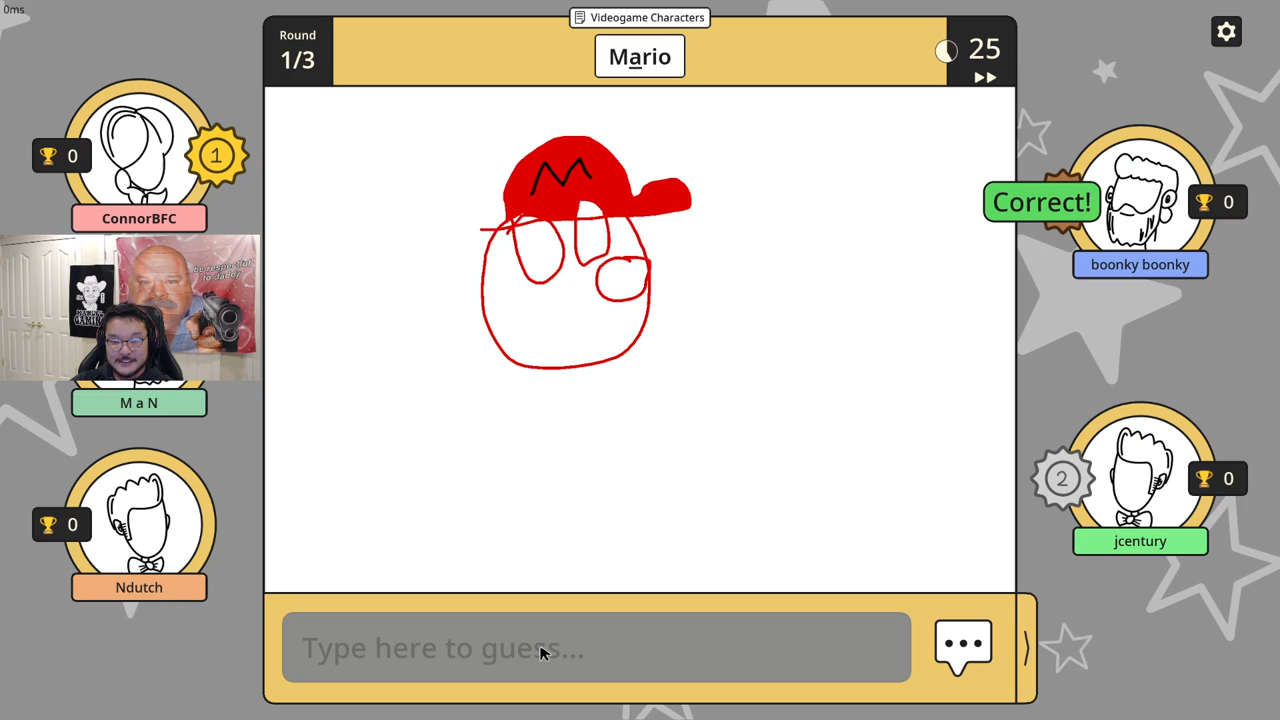 0ms
Videogame Characters
Round
1/3
Mario
25
0
1
ConnorBFC
be respectful
to daddy
GAMING
M a N
0
Ndutch
M
Correct!
0
boonky boonky
2
0
jcentury
Type here to guess...